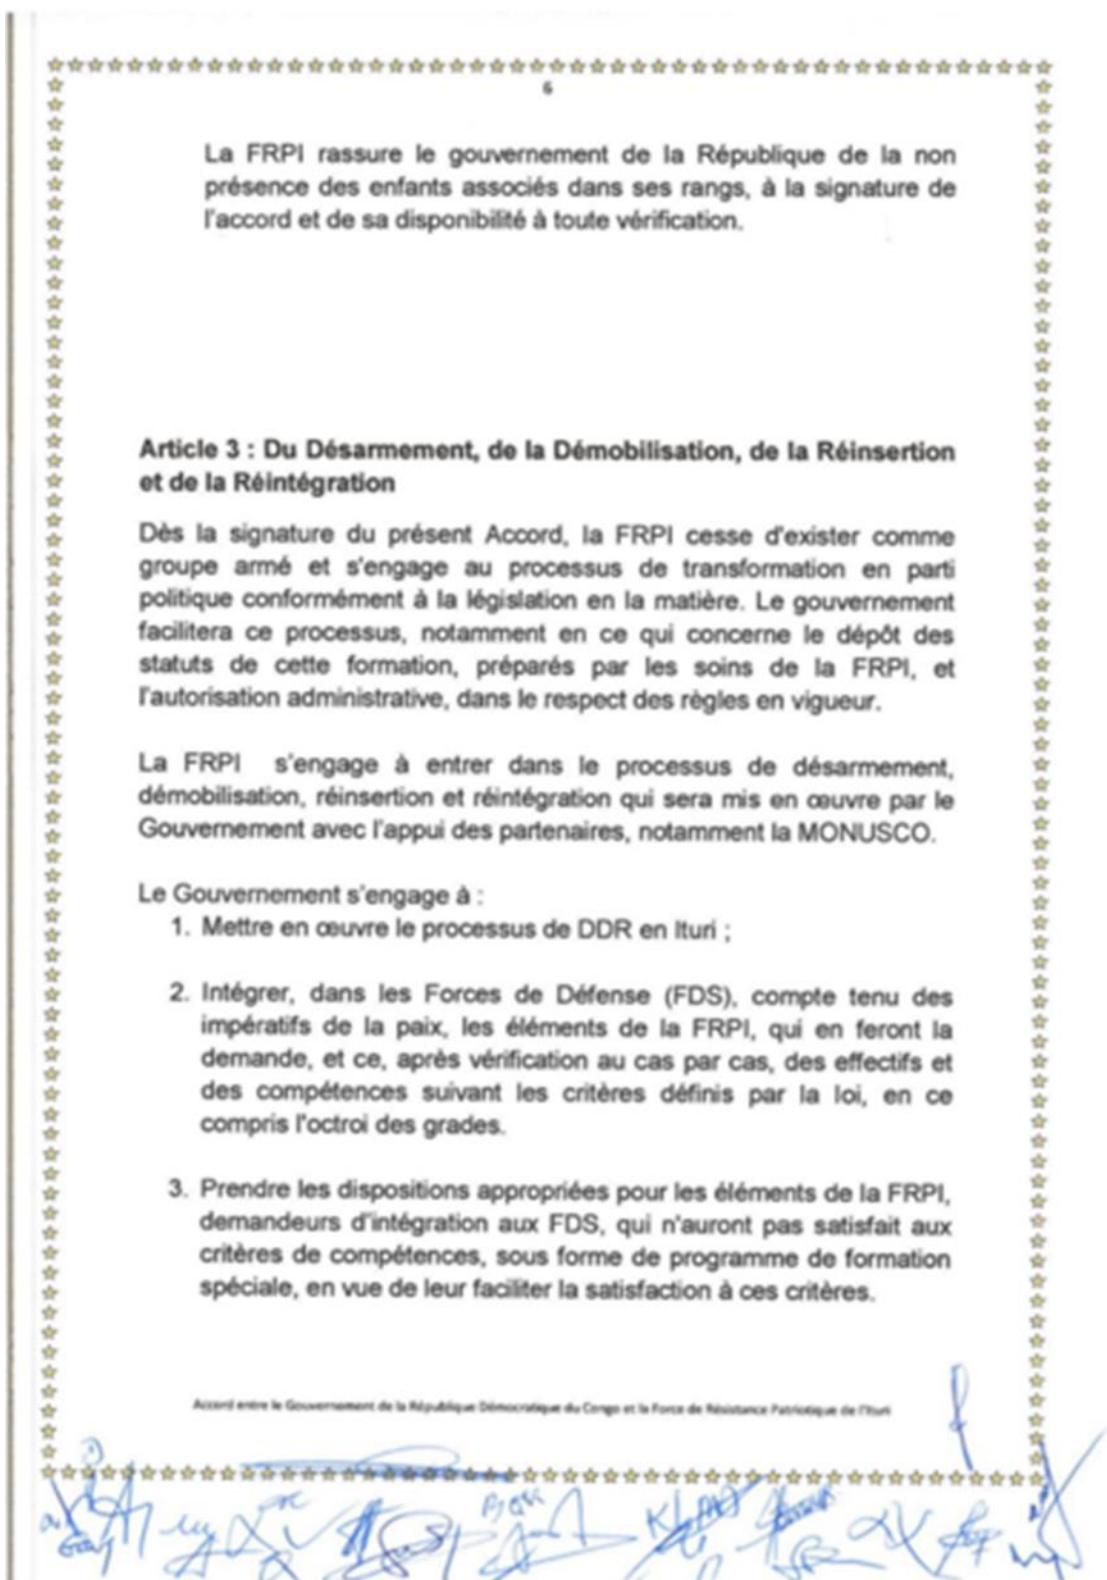 6
La FRPI rassure le gouvernement de la République de la non
présence des enfants associés dans ses rangs, à la signature de
l'accord et de sa disponibilité à toute vérification.
Article 3 : Du Désarmement, de la Démobilisation, de la Réinsertion
et de la Réintégration
Dès la signature du présent Accord, la FRPI cesse d'exister comme
groupe armé et s'engage au processus de transformation en parti
politique conformément à la législation en la matière. Le gouvernement
facilitera ce processus, notamment en ce qui concerne le dépôt des
statuts de cette formation, préparés par les soins de la FRPI, et
l'autorisation administrative, dans le respect des règles en vigueur.
La FRPI s'engage à entrer dans le processus de désarmement,
démobilisation, réinsertion et réintégration qui sera mis en œuvre par le
Gouvernement avec l'appui des partenaires, notamment la MONUSCO.
Le Gouvernement s'engage à :
1. Mettre en œuvre le processus de DDR en Ituri ;
2. Intégrer, dans les Forces de Défense (FDS), compte tenu des
impératifs de la paix, les éléments de la FRPI, qui en feront la
demande, et ce, après vérification au cas par cas, des effectifs et
des compétences suivant les critères définis par la loi, en ce
compris l'octroi des grades.
3. Prendre les dispositions appropriées pour les éléments de la FRPI,
demandeurs d'intégration aux FDS, qui n'auront pas satisfait aux
critères de compétences, sous forme de programme de formation
spéciale, en vue de leur faciliter la satisfaction à ces critères.
Accord entre le Gouvernement de la République Démocratique du Congo et la Force de Résistance Patriotique de l'Ituri